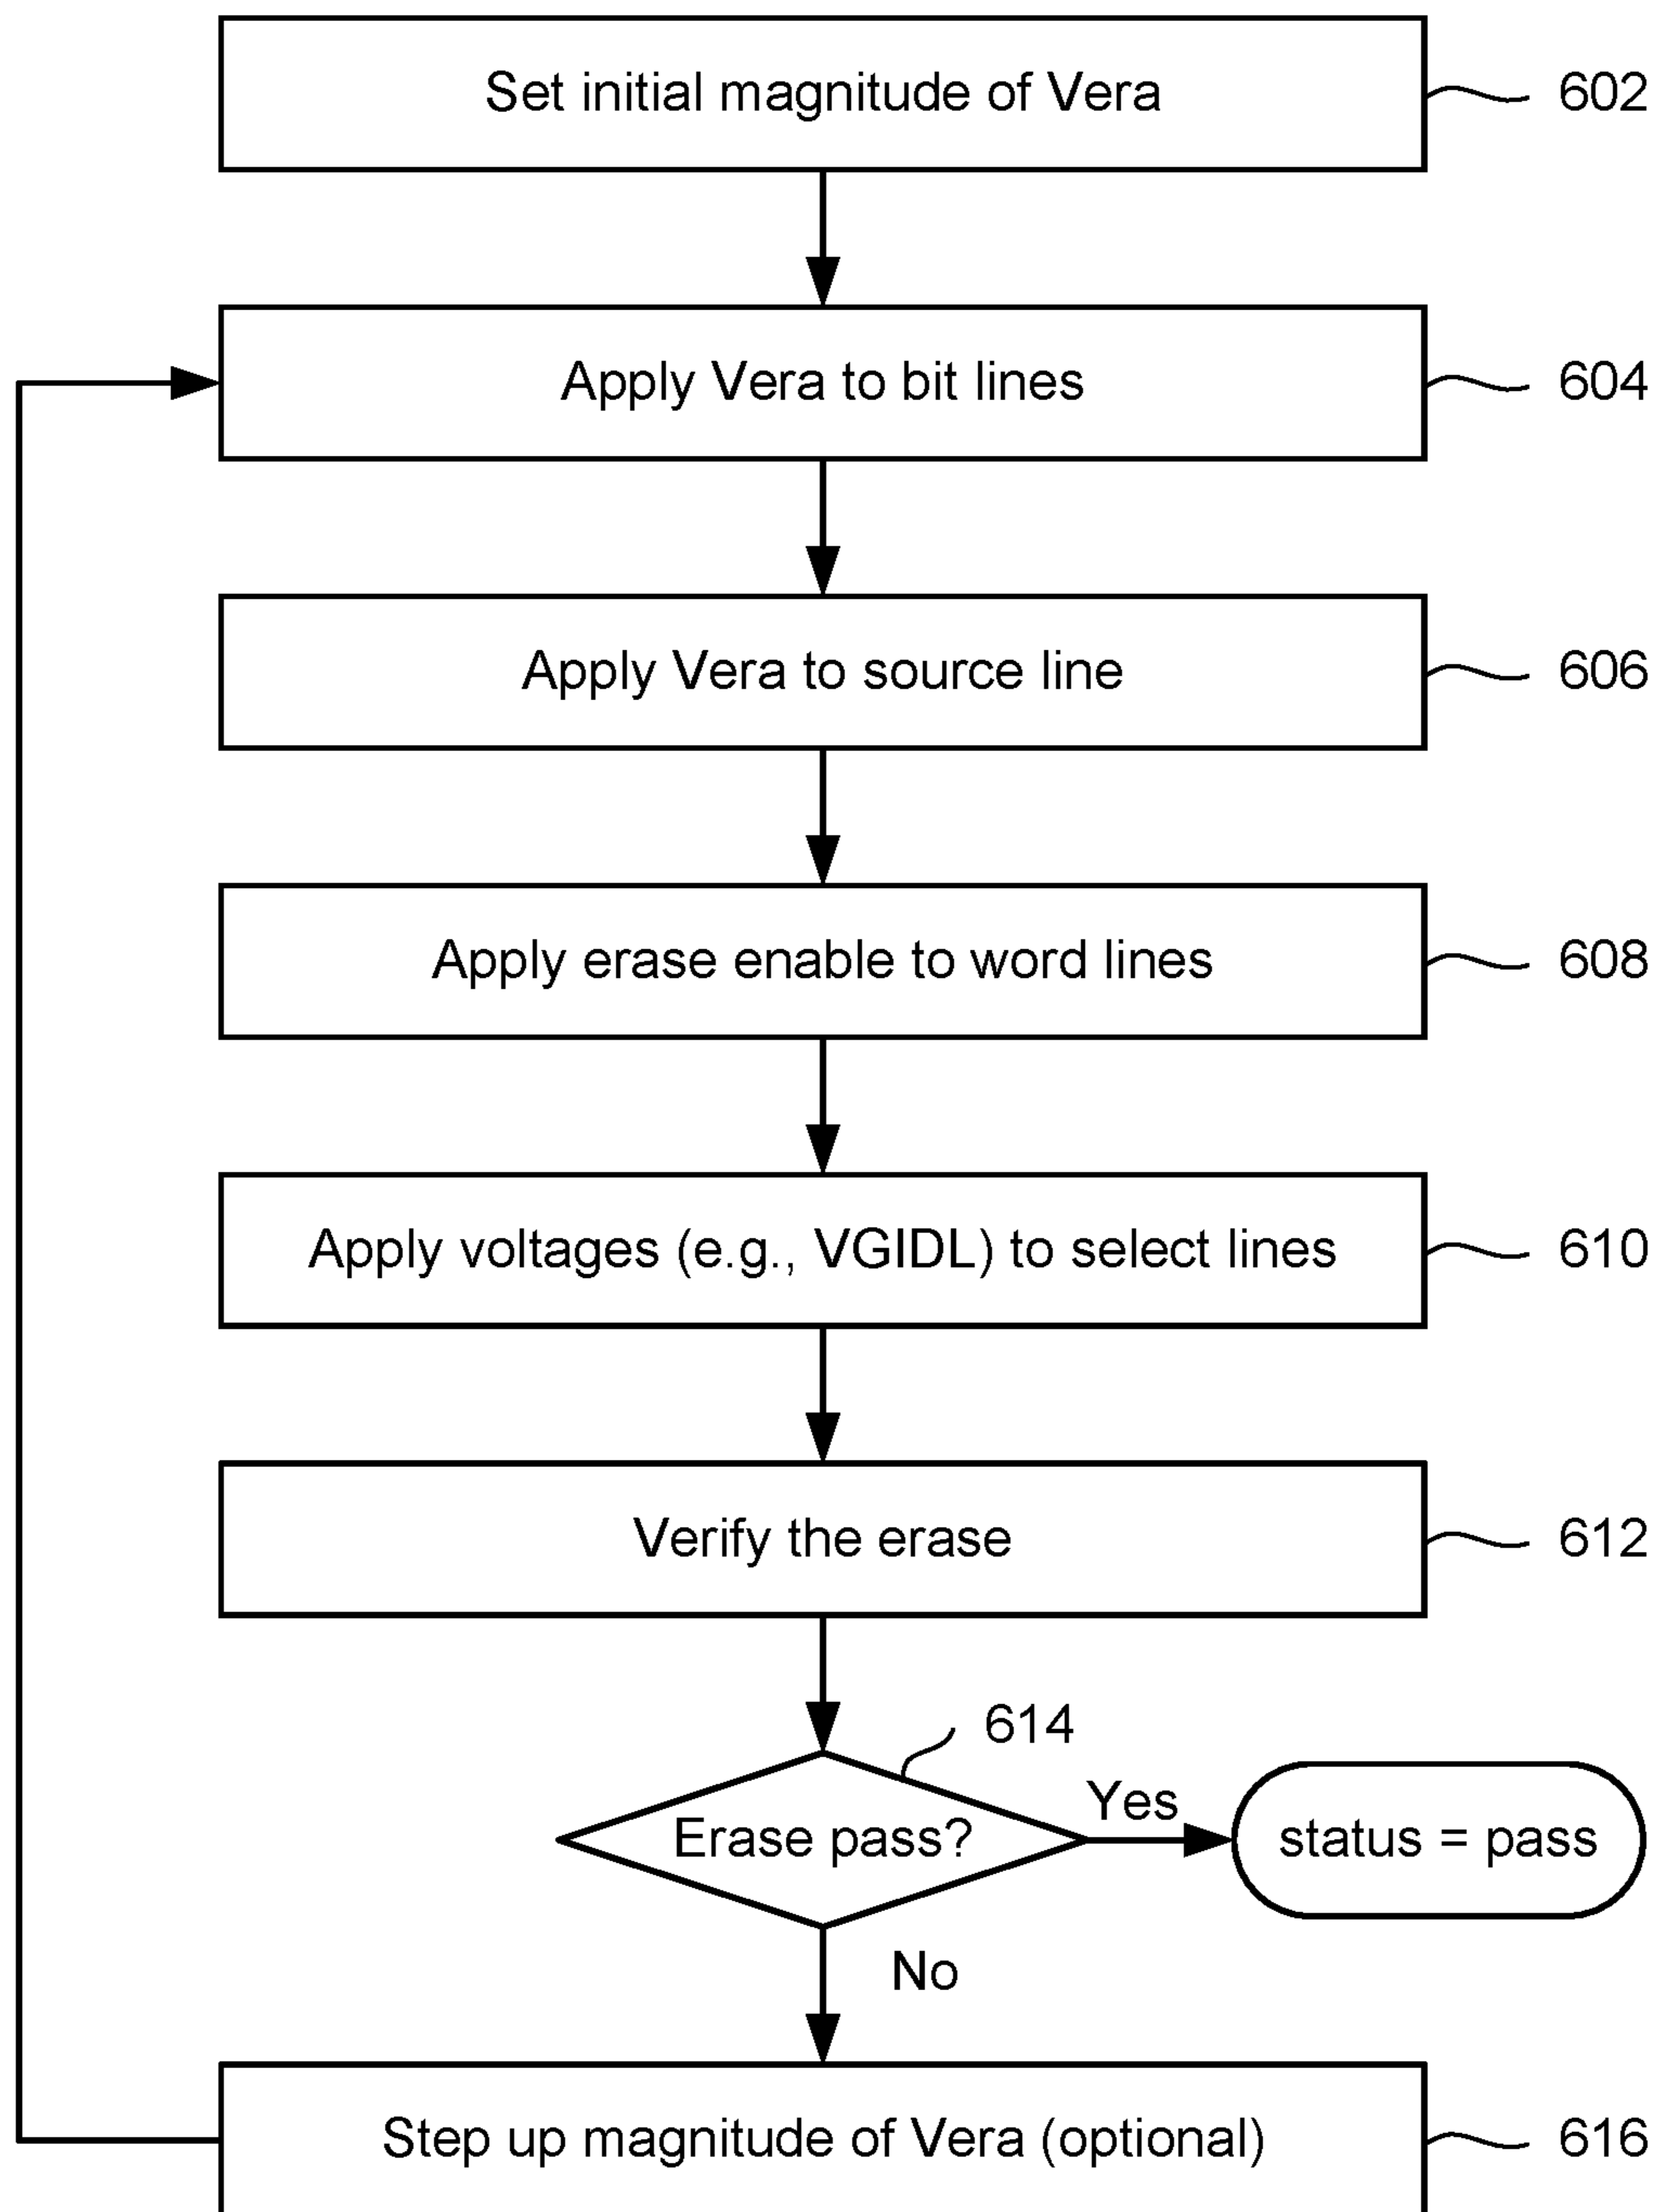 Set initial magnitude of Vera
602
Apply Vera to bit lines
604
Apply Vera to source line
606
Apply erase enable to word lines
608
Apply voltages (e.g., VGIDL) to select lines
610
Verify the erase
612
614
Erase pass?
Yes
status = pass
No
Step up magnitude of Vera (optional)
616